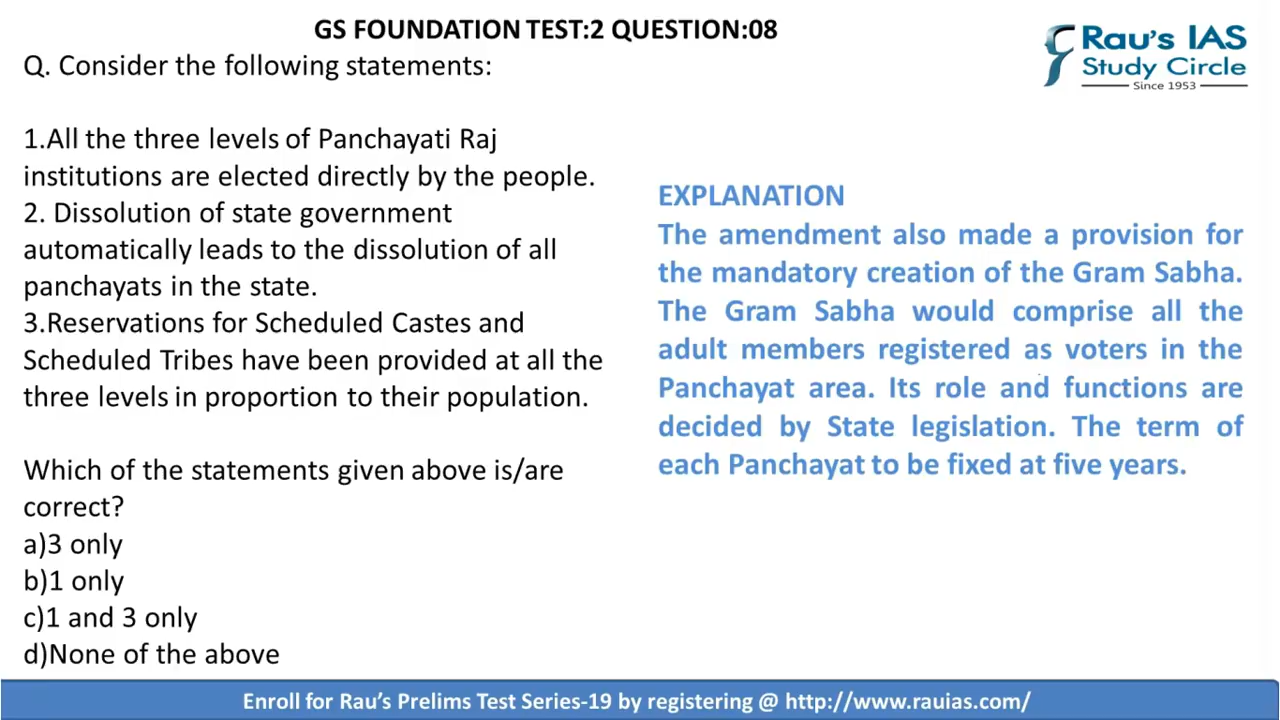 GS FOUNDATION TEST:2 QUESTION:08
Rau's IAS
Study Circle
Since 1953
Q. Consider the following statements:
1.All the three levels of Panchayati Raj
institutions are elected directly by the people.
2. Dissolution of state government
automatically leads to the dissolution of all
panchayats in the state.
3.Reservations for Scheduled Castes and
Scheduled Tribes have been provided at all the
three levels in proportion to their population.
Which of the statements given above is/are
correct?
a)3 only
b)1 only
c)1 and 3 only
d)None of the above
EXPLANATION
The amendment also made a provision for
the mandatory creation of the Gram Sabha.
The Gram Sabha would comprise all the
adult members registered as voters in the
Panchayat area. Its role and functions are
decided by State legislation. The term of
each Panchayat to be fixed at five years.
Enroll for Rau's Prelims Test Series-19 by registering @ http://www.rauias.com/